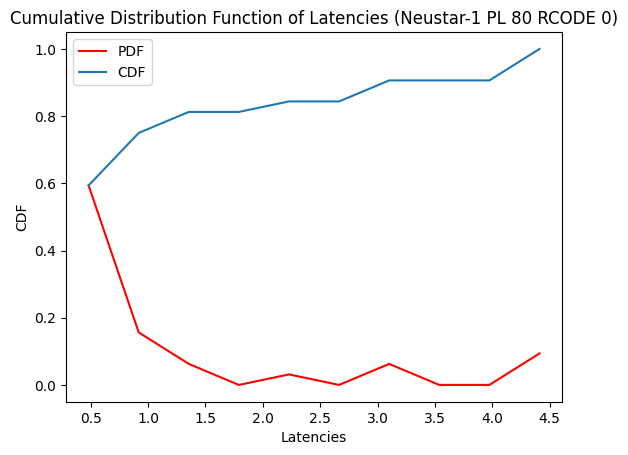 Cumulative Distribution Function of Latencies (Neustar-1 PL 80 RCODE 0)
PDF
CDF
1.0
0.8
0.6
0.4
0.2
0.0
CDF
0.5 1.0 1.5 2.0 2.5 3.0 3.5 4.0 4.5
Latencies